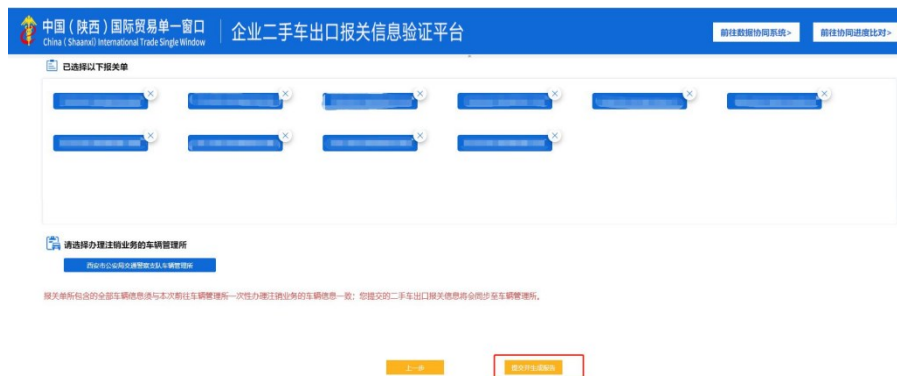 中国（陕西）国际贸易单一窗口
China (Shaanxi) International Trade Single Window
企业二手车出口报关信息验证平台
前往数据协同系统>
前往协同进度比对>
已选择以下报关单
请选择办理注销业务的车辆管理所
西安市公安局交通警察支队车辆管理所
报关单所包含的全部车辆信息须与本次前往车辆管理所一次性办理注销业务的车辆信息一致；您提交的二手车出口报关信息将会同步至车辆管理所。
上一步
提交并生成报告